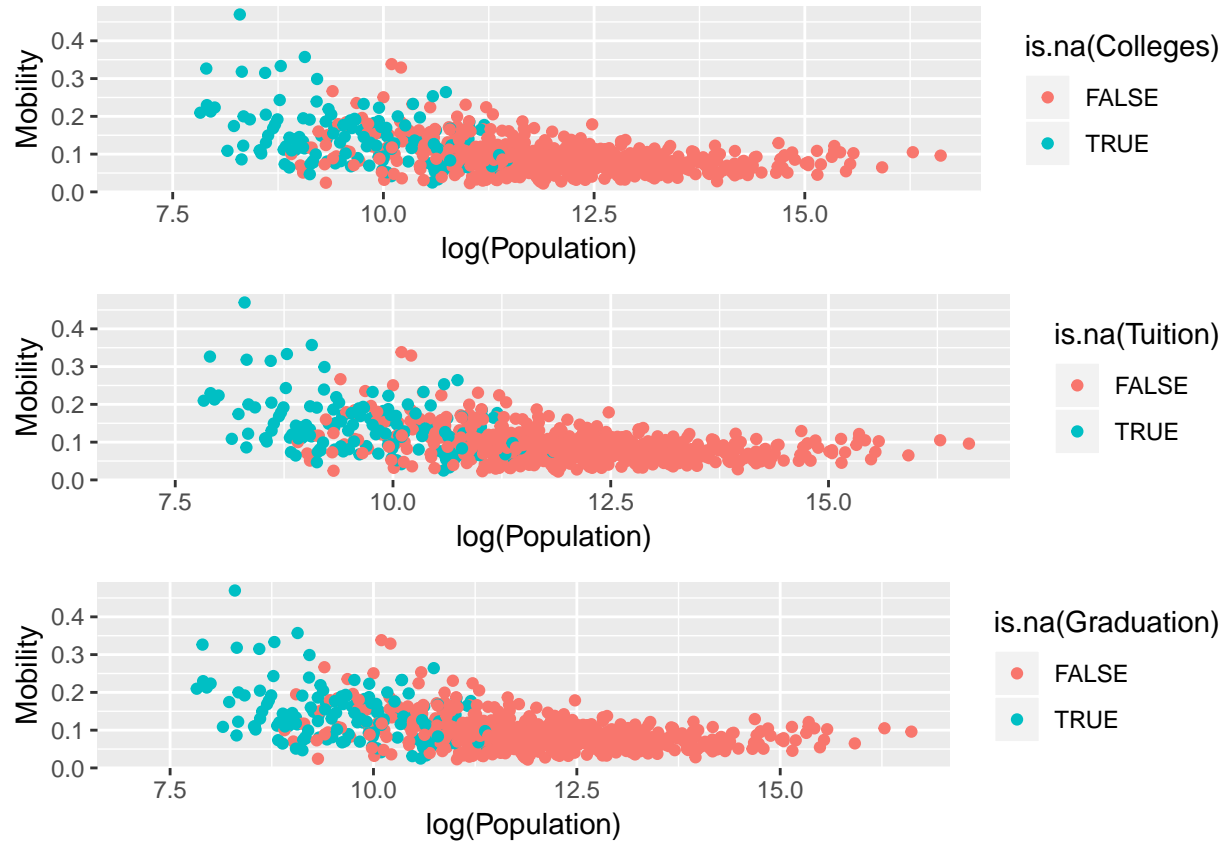 Mobility
0.4
0.3
0.2
0.1
0.0
7.5 10.0 12.5 15.0
log(Population)
is.na(Colleges)
FALSE
TRUE
Mobility
0.4
0.3
0.2
0.1
0.0
7.5 10.0 12.5 15.0
log(Population)
is.na(Tuition)
FALSE
TRUE
Mobility
0.4
0.3
0.2
0.1
0.0
7.5 10.0 12.5 15.0
log(Population)
is.na(Graduation)
FALSE
TRUE